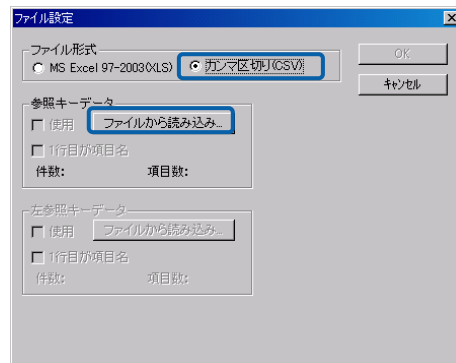 ファイル設定
ファイル形式
MS Excel 97-2003(XLS) カンマ区切り(CSV)
OK
キャンセル
参照キーデータ
使用 ファイルから読み込み...
1行目が項目名
件数: 項目数:
左参照キーデータ
使用 ファイルから読み込み...
1行目が項目名
件数: 項目数: